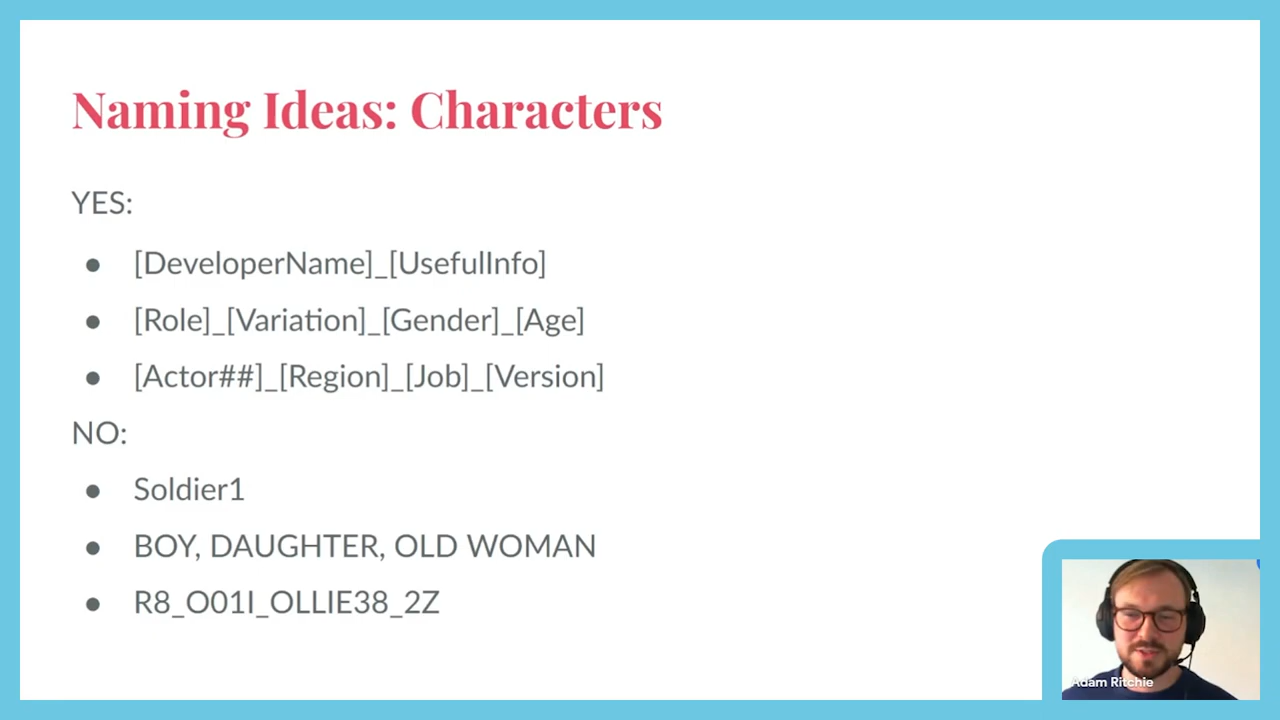 Naming Ideas: Characters
YES:
● [DeveloperName]_[UsefulInfo]
● [Role]_[Variation]_[Gender]_[Age]
● [Actor##]_[Region]_[Job]_[Version]
NO:
● Soldier1
● BOY, DAUGHTER, OLD WOMAN
● R8_O01I_OLLIE38_2Z
Adam Ritchie